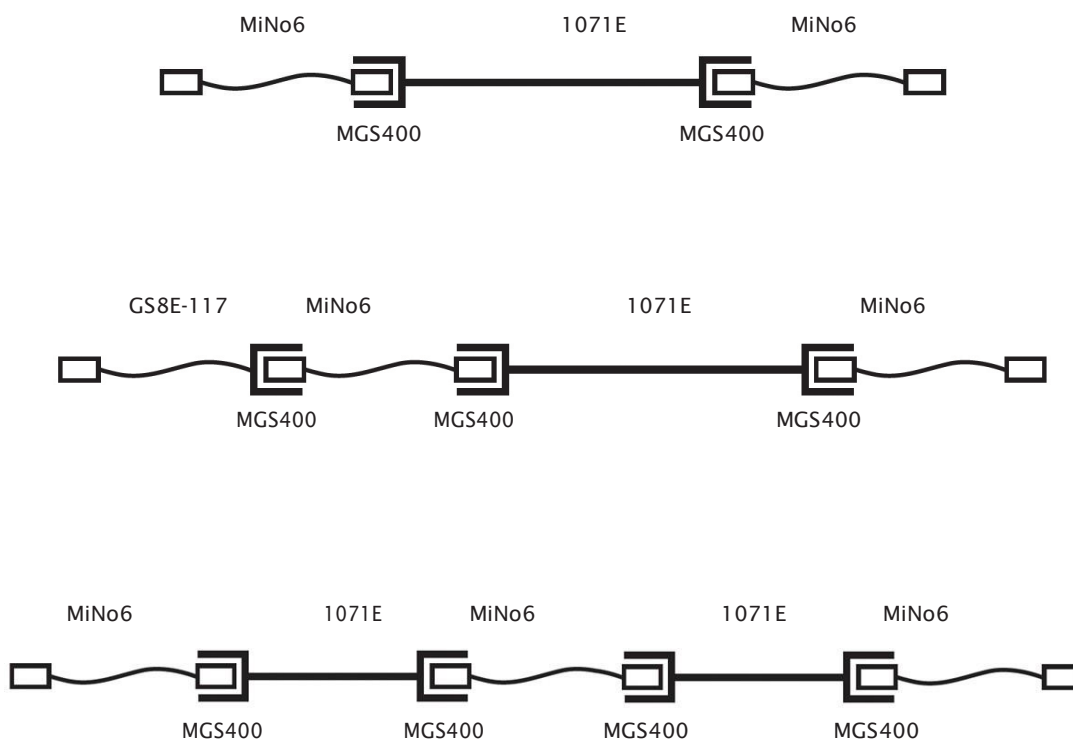 MiNo6 1071E MiNo6
MGS400 MGS400
GS8E-117 MiNo6 1071E MiNo6
MGS400 MGS400 MGS400
MiNo6 1071E MiNo6 1071E MiNo6
MGS400 MGS400 MGS400 MGS400